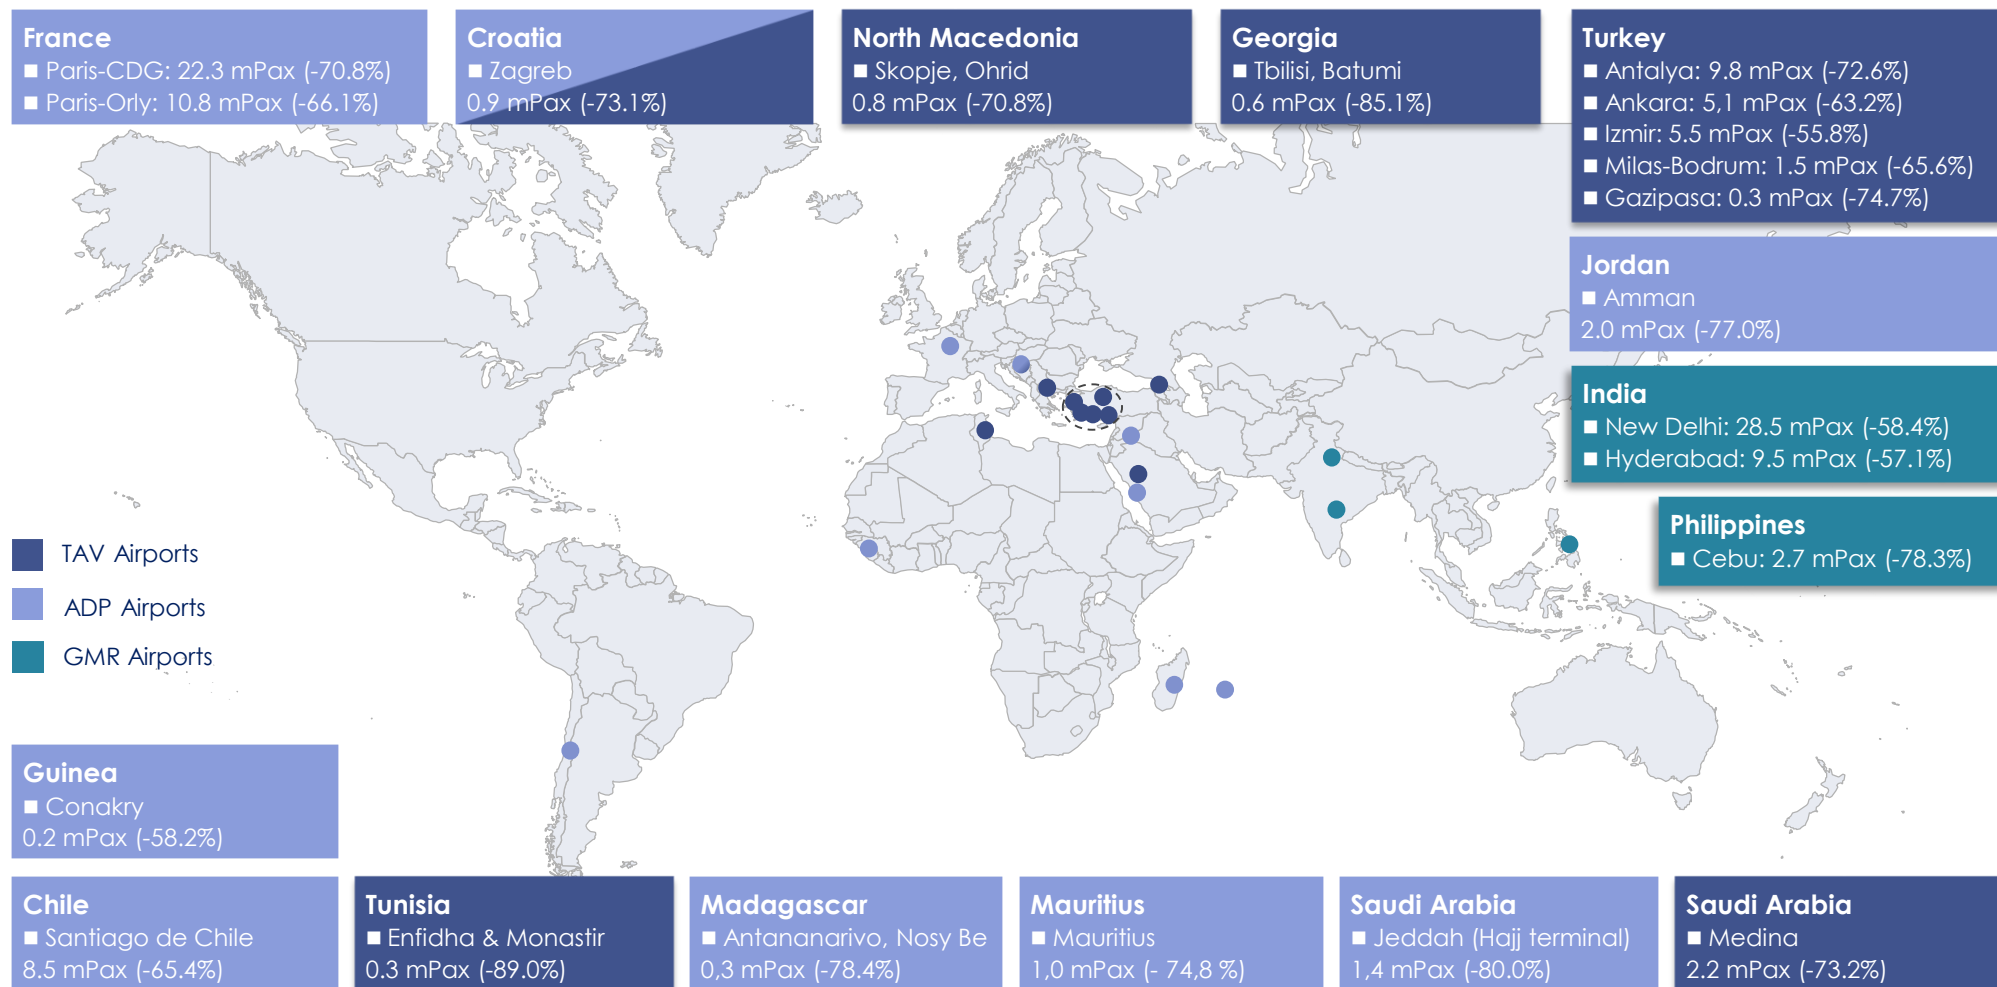 France
■ Paris-CDG: 22.3 mPax (-70.8%)
■ Paris-Orly: 10.8 mPax (-66.1%)
Croatia
■ Zagreb
0.9 mPax (-73.1%)
North Macedonia
■ Skopje, Ohrid
0.8 mPax (-70.8%)
Georgia
■ Tbilisi, Batumi
0.6 mPax (-85.1%)
Turkey
■ Antalya: 9.8 mPax (-72.6%)
■ Ankara: 5,1 mPax (-63.2%)
■ Izmir: 5.5 mPax (-55.8%)
■ Milas-Bodrum: 1.5 mPax (-65.6%)
■ Gazipasa: 0.3 mPax (-74.7%)
Jordan
■ Amman
2.0 mPax (-77.0%)
India
■ New Delhi: 28.5 mPax (-58.4%)
■ Hyderabad: 9.5 mPax (-57.1%)
Philippines
■ Cebu: 2.7 mPax (-78.3%)
TAV Airports
ADP Airports
GMR Airports
Guinea
■ Conakry
0.2 mPax (-58.2%)
Chile
■ Santiago de Chile
8.5 mPax (-65.4%)
Tunisia
■ Enfidha & Monastir
0.3 mPax (-89.0%)
Madagascar
■ Antananarivo, Nosy Be
0,3 mPax (-78.4%)
Mauritius
■ Mauritius
1,0 mPax (- 74,8 %)
Saudi Arabia
■ Jeddah (Hajj terminal)
1,4 mPax (-80.0%)
Saudi Arabia
■ Medina
2.2 mPax (-73.2%)